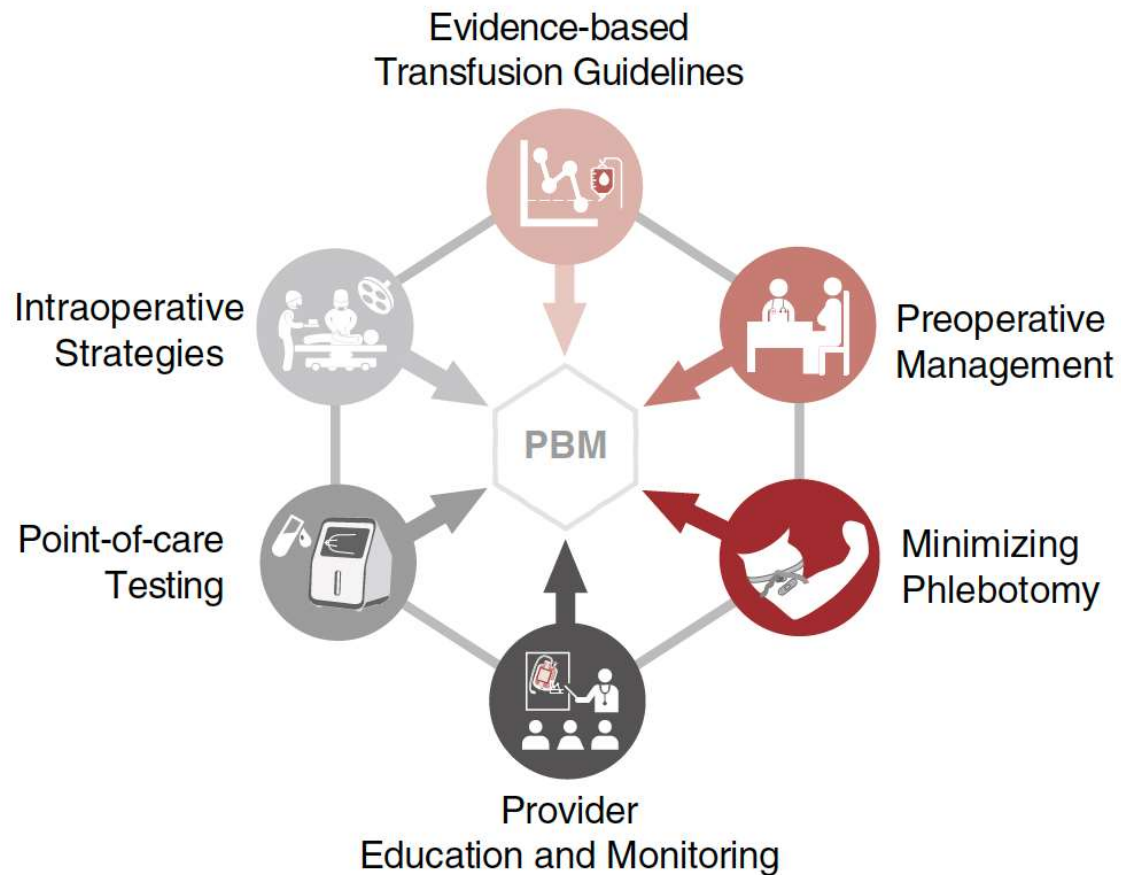 Evidence-based
Transfusion Guidelines
Intraoperative
Strategies
Preoperative
Management
PBM
Point-of-care
Testing
Minimizing
Phlebotomy
Provider
Education and Monitoring